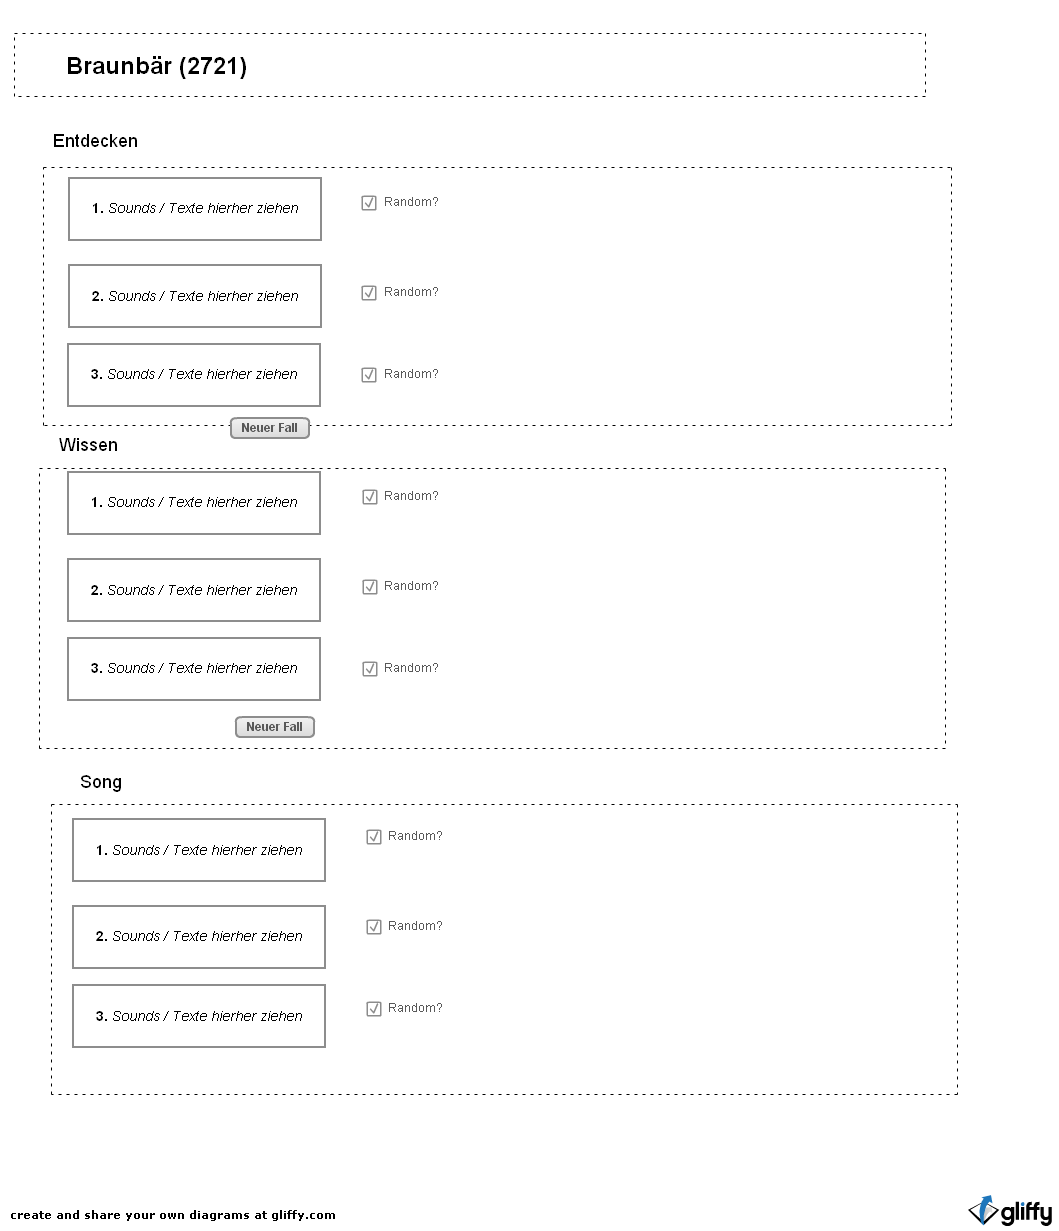 Braunbär (2721)
Entdecken
1. Sounds / Texte hierher ziehen
Random?
2. Sounds / Texte hierher ziehen
Random?
3. Sounds / Texte hierher ziehen
Random?
Neuer Fall
Wissen
1. Sounds / Texte hierher ziehen
Random?
2. Sounds / Texte hierher ziehen
Random?
3. Sounds / Texte hierher ziehen
Random?
Neuer Fall
Song
1. Sounds / Texte hierher ziehen
Random?
2. Sounds / Texte hierher ziehen
Random?
3. Sounds / Texte hierher ziehen
Random?
create and share your own diagrams at gliffy.com
gliffy